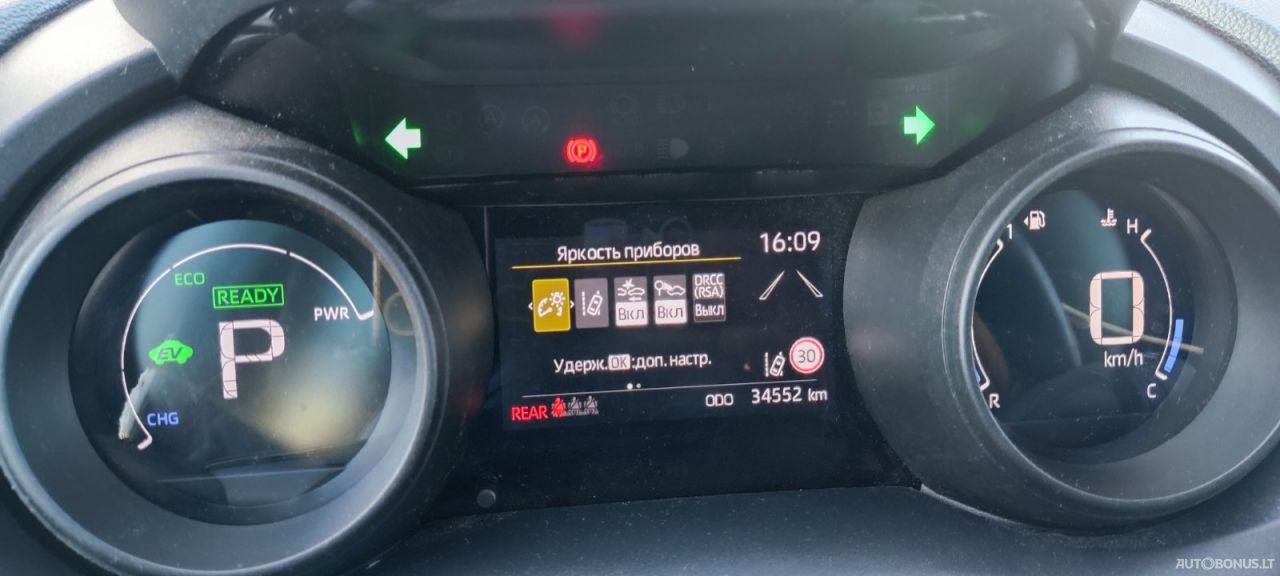 P
ECO
READY
PWR
P
EV
CHG
Яркость приборов
16:09
Вкл
Вкл
DRCC
(RSA)
Выкл
Удерж.OK:доп. настр.
30
REAR
ODO 34552 km
1
H
0
km/h
R
C
AUTOBONUS.LT